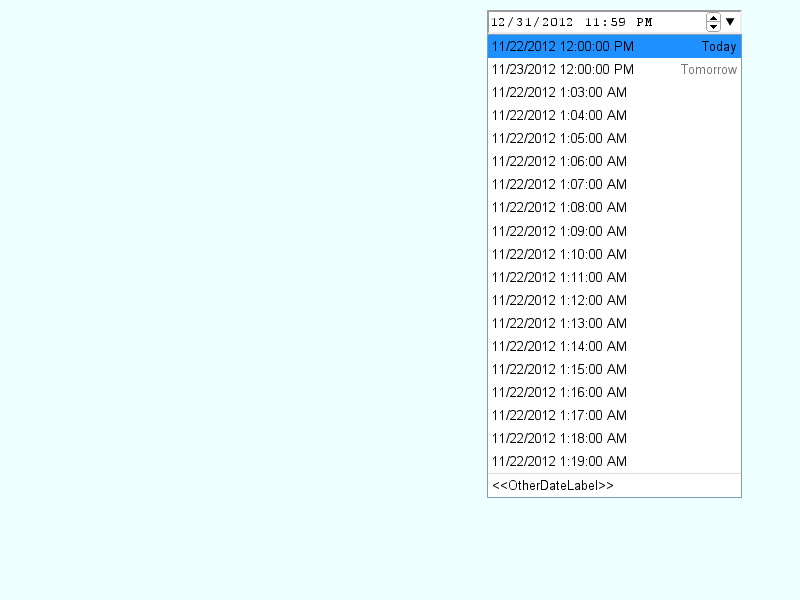 12/31/2012 11:59 PM
11/22/2012 12:00:00 PM Today
11/23/2012 12:00:00 PM Tomorrow
11/22/2012 1:03:00 AM
11/22/2012 1:04:00 AM
11/22/2012 1:05:00 AM
11/22/2012 1:06:00 AM
11/22/2012 1:07:00 AM
11/22/2012 1:08:00 AM
11/22/2012 1:09:00 AM
11/22/2012 1:10:00 AM
11/22/2012 1:11:00 AM
11/22/2012 1:12:00 AM
11/22/2012 1:13:00 AM
11/22/2012 1:14:00 AM
11/22/2012 1:15:00 AM
11/22/2012 1:16:00 AM
11/22/2012 1:17:00 AM
11/22/2012 1:18:00 AM
11/22/2012 1:19:00 AM
<<OtherDateLabel>>